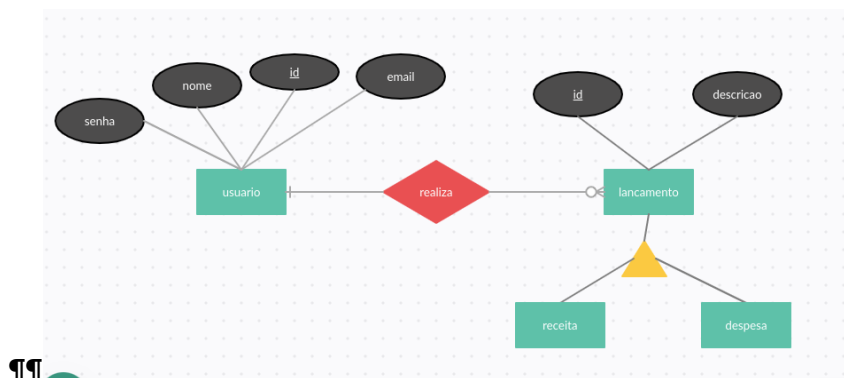 id
email
nome
id
descricao
senha
usuario
realiza
lancamento
receita
despesa
¶¶